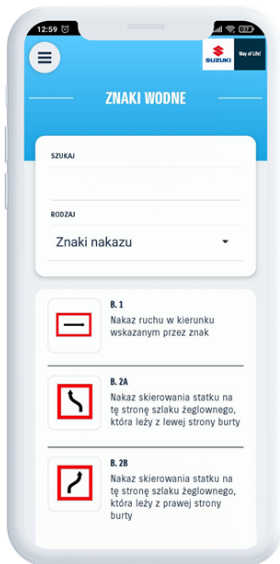 12:59
SUZUKI
Way of Life!
ZNAKI WODNE
SZUKAJ
RODZAJ
Znaki nakazu
B. 1
Nakaz ruchu w kierunku
wskazanym przez znak
B. 2A
Nakaz skierowania statku na
tę stronę szlaku żeglownego,
która leży z lewej strony burty
B. 2B
Nakaz skierowania statku na
tę stronę szlaku żeglownego,
która leży z prawej strony
burty